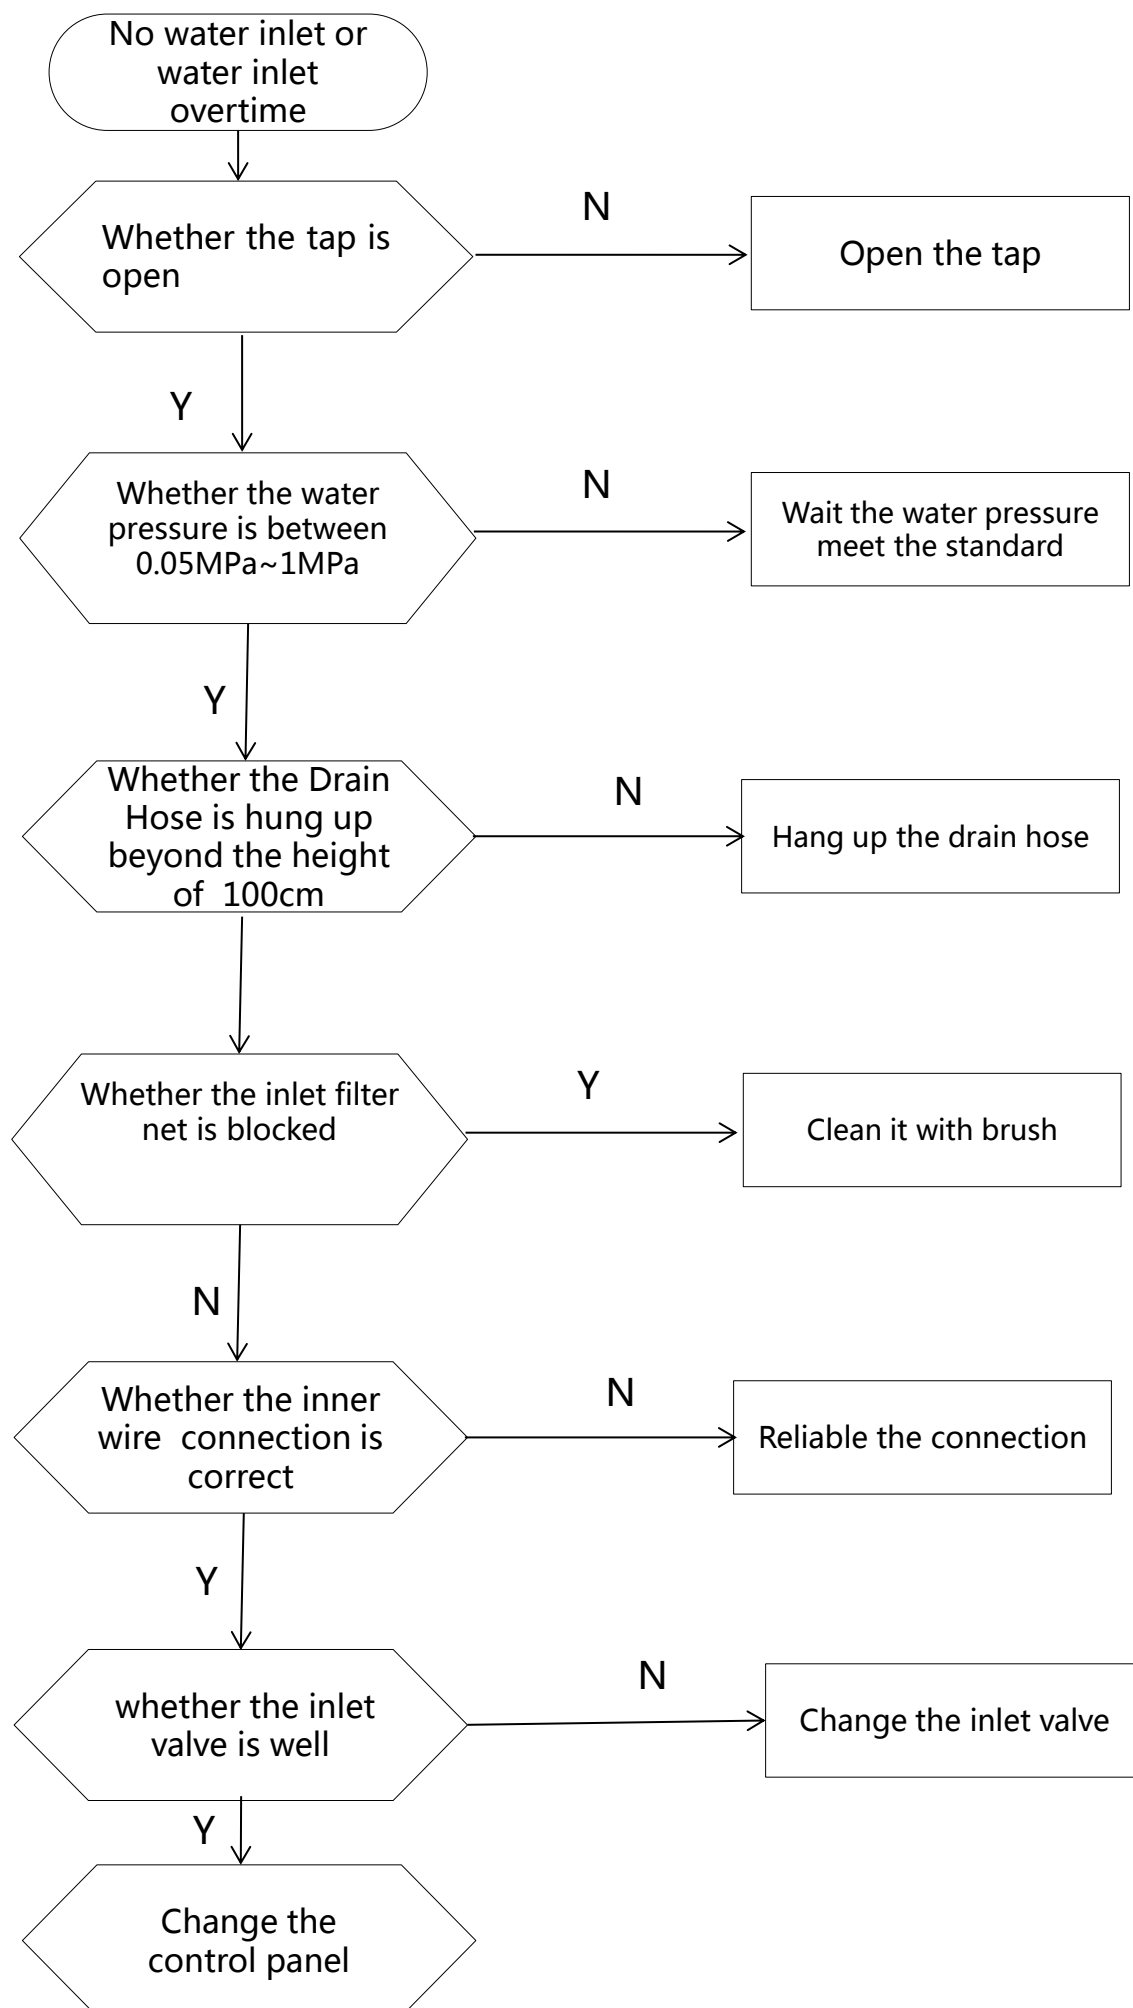 No water inlet or
water inlet
overtime
Whether the tap is
open
N
Open the tap
Y
Whether the water
pressure is between
0.05MPa~1MPa
N
Wait the water pressure
meet the standard
Y
Whether the Drain
Hose is hung up
beyond the height
of 100cm
N
Hang up the drain hose
Whether the inlet filter
net is blocked
Y
Clean it with brush
N
Whether the inner
wire connection is
correct
N
Reliable the connection
Y
whether the inlet
valve is well
N
Change the inlet valve
Y
Change the
control panel